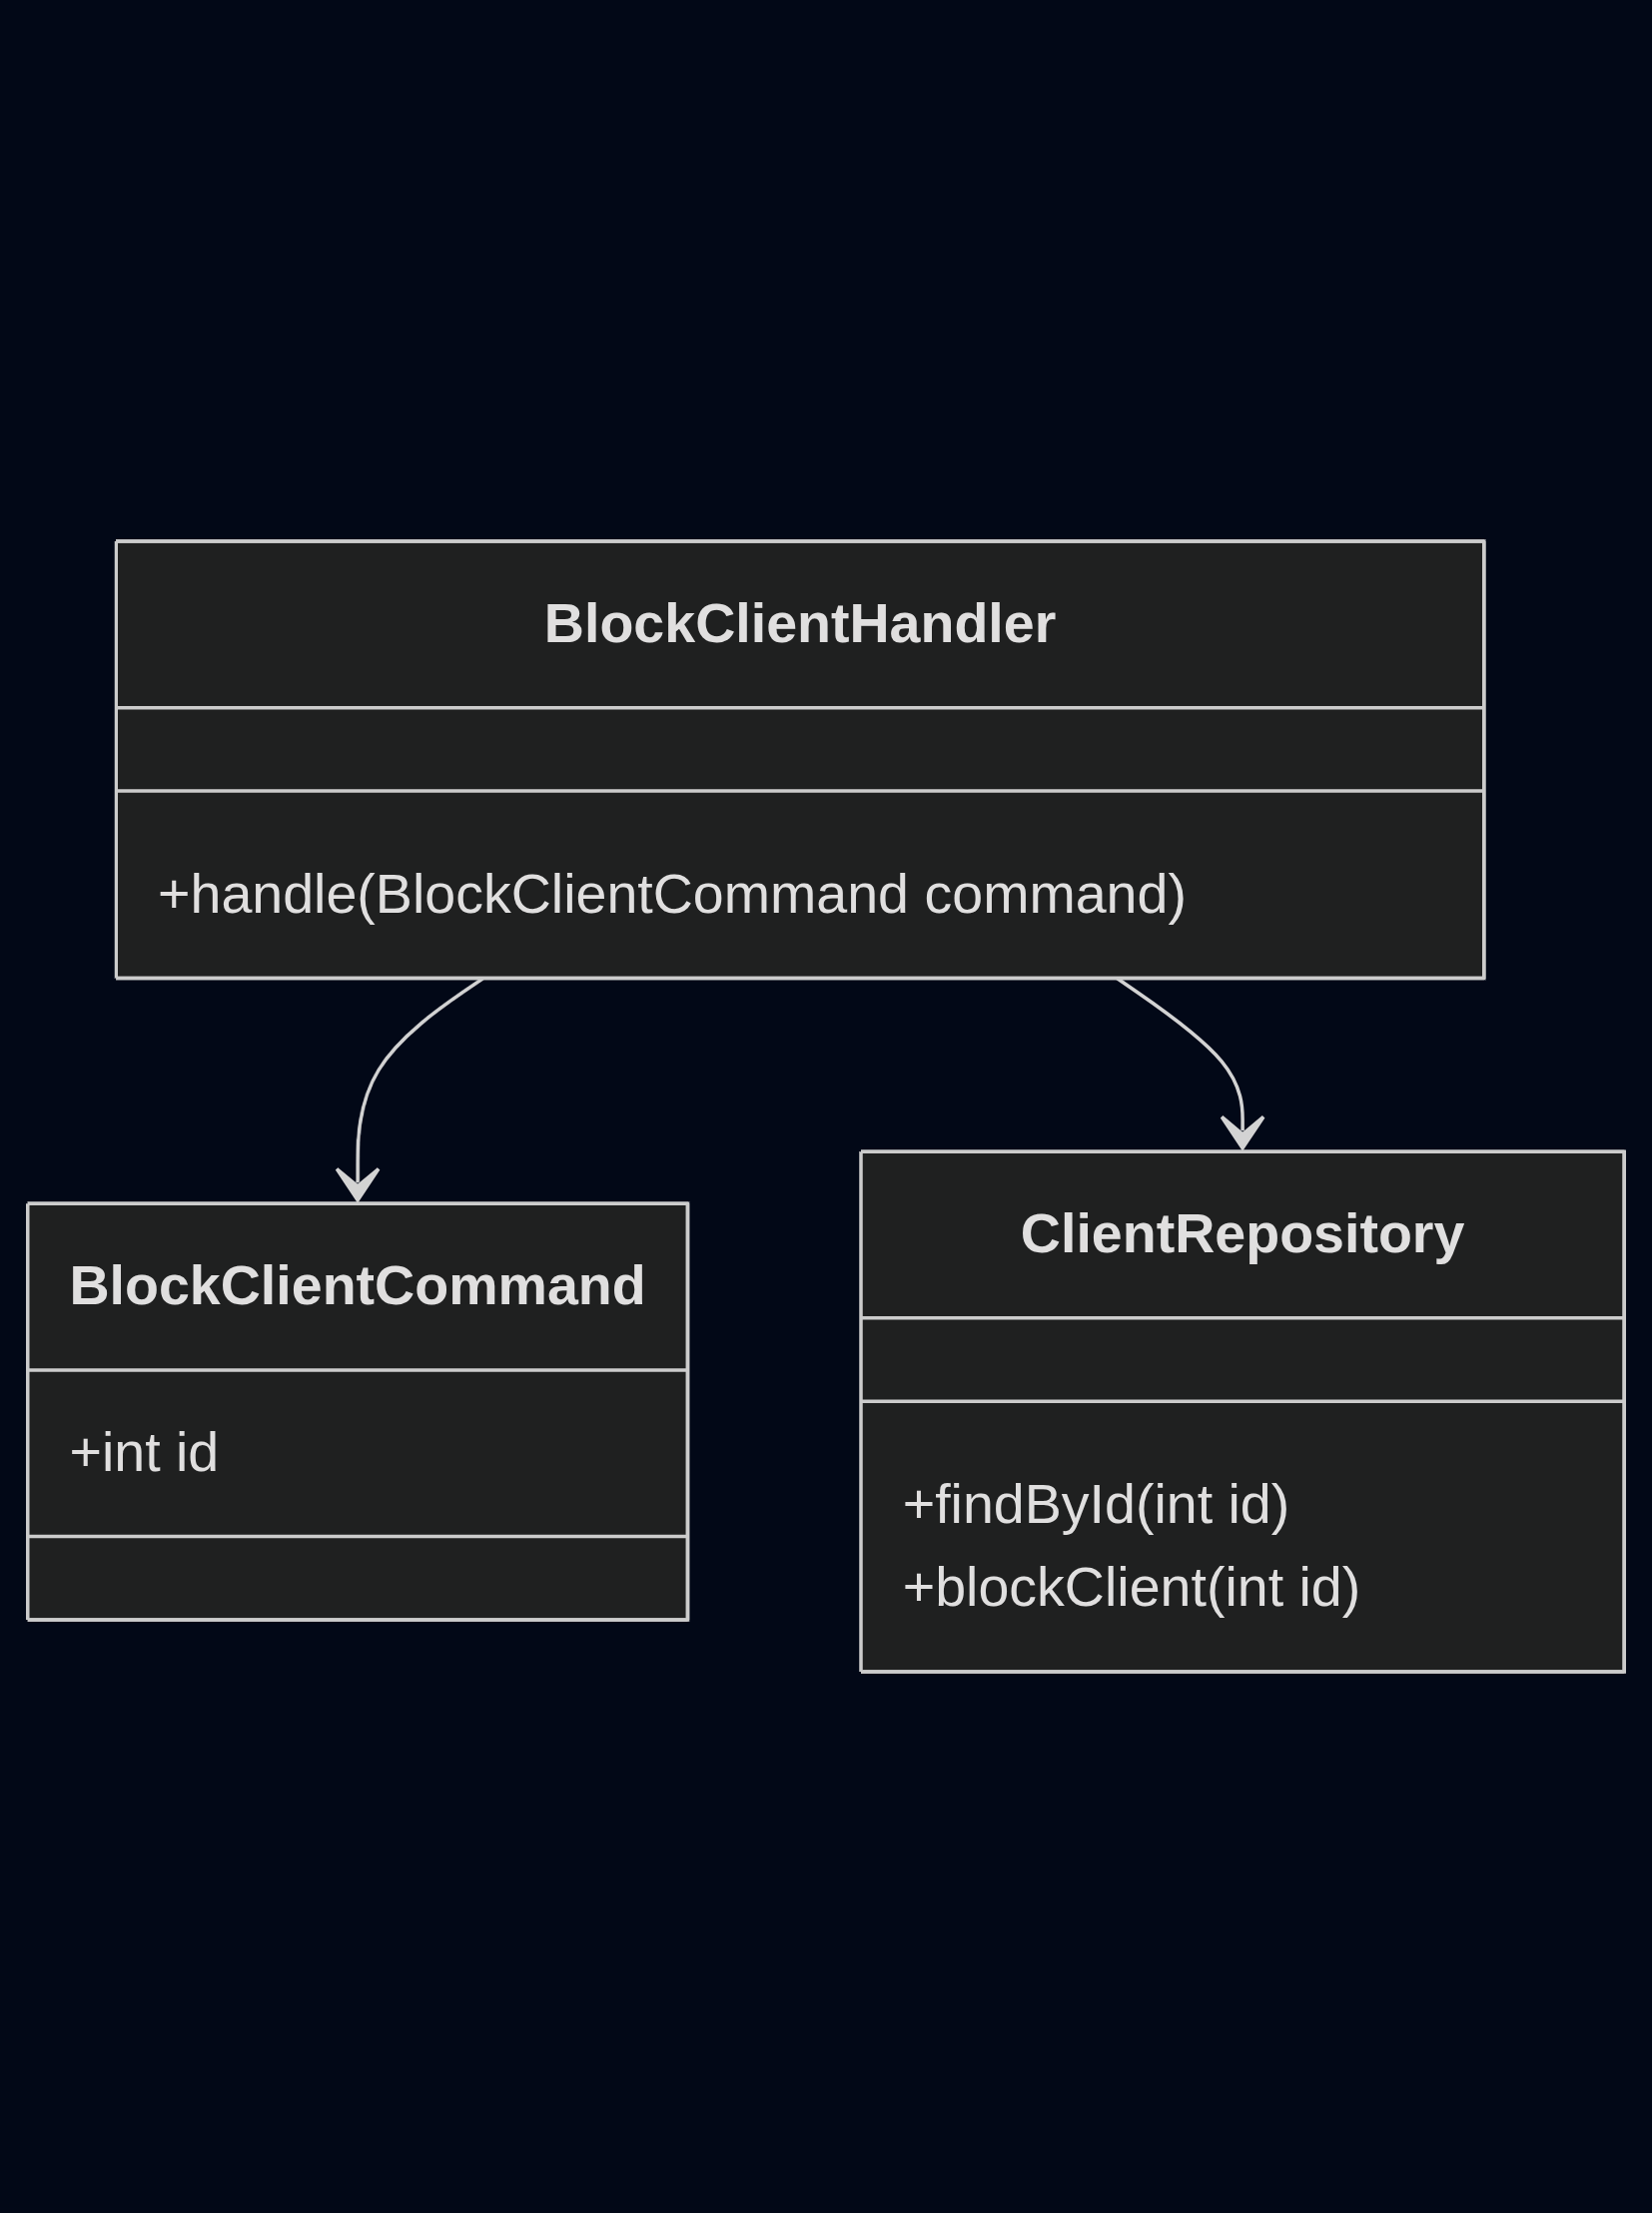 BlockClientHandler
+handle(BlockClientCommand command)
BlockClientCommand
+int id
ClientRepository
+findById(int id)
+blockClient(int id)